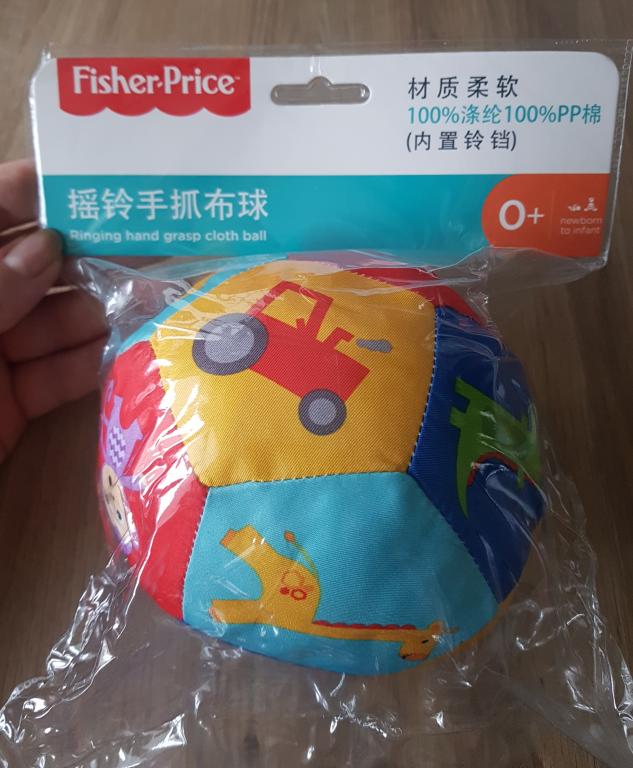 Fisher-Price
材质柔软
100%涤纶100%PP棉
(内置铃铛)
摇铃手抓布球
Ringing hand grasp cloth ball
0+
newborn
to infant